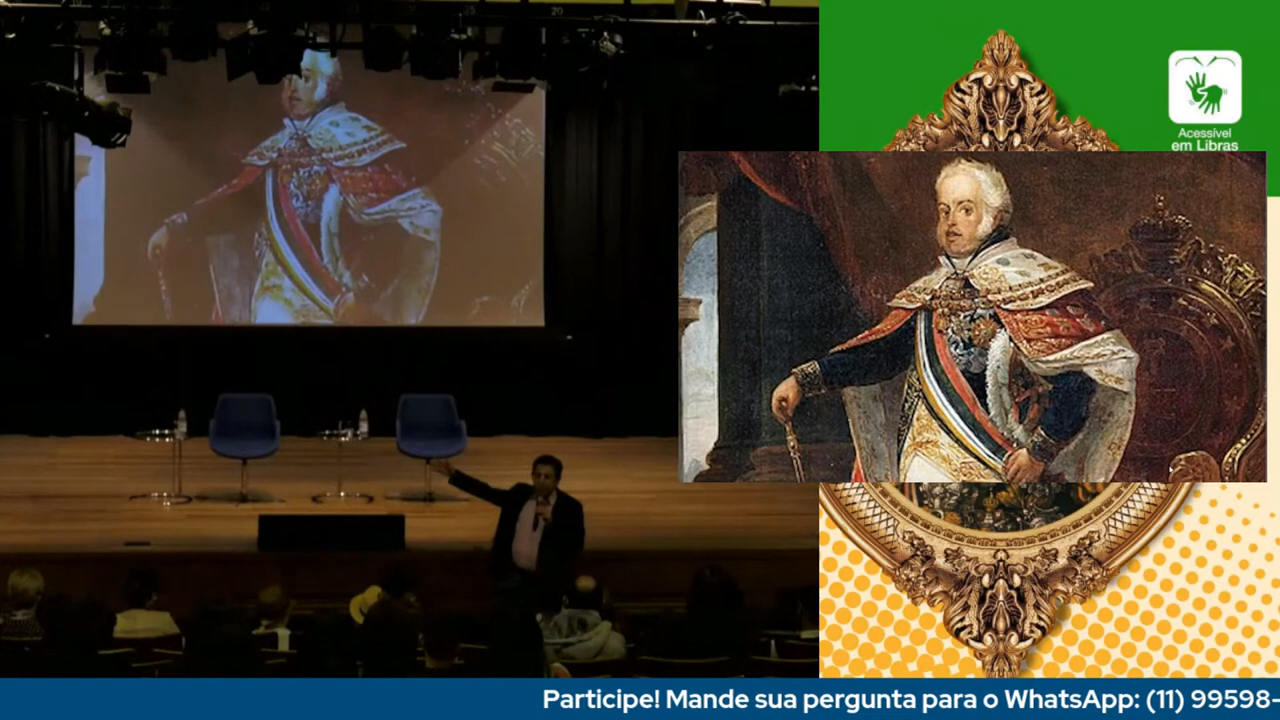 Acessível
em Libras
Participe! Mande sua pergunta para o WhatsApp: (11) 99598-